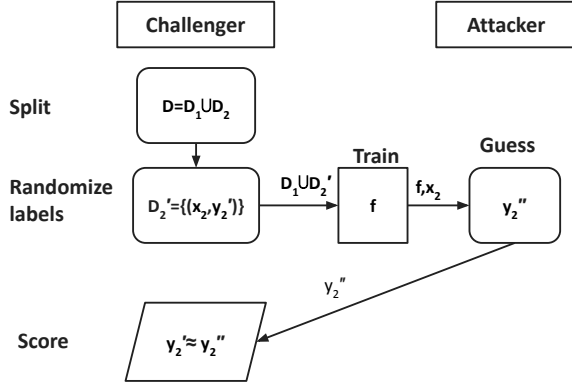 Challenger
Attacker
Split
D=D₁∪D₂
Randomize
labels
D₂′={(x₂,y₂′)}
D₁∪D₂′
Train
f
f,x₂
Guess
y₂″
y₂″
Score
y₂′≈ y₂″